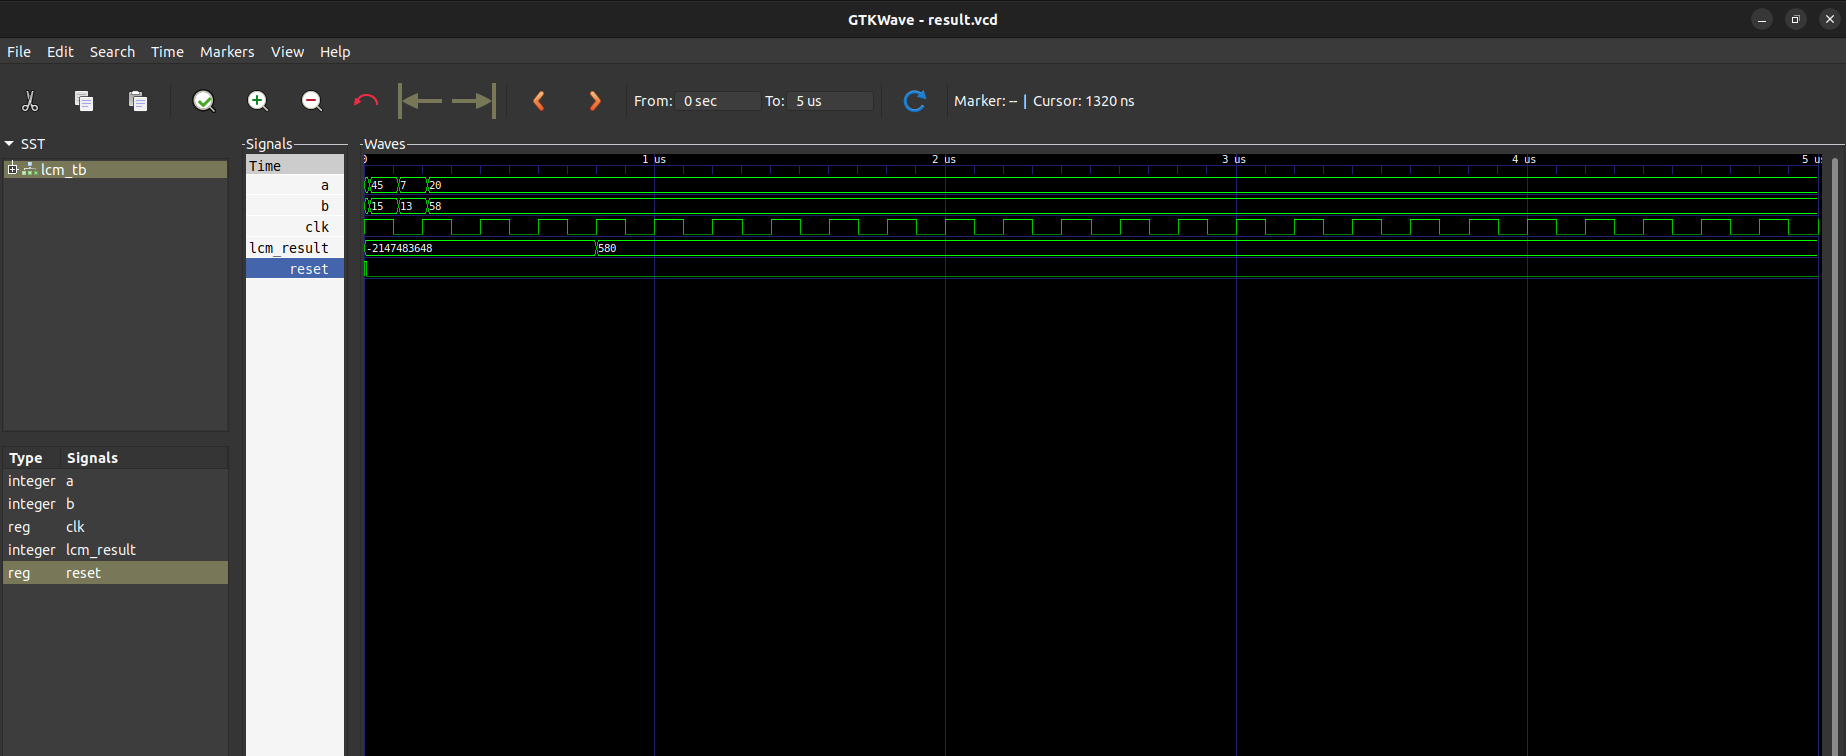 GTKWave - result.vcd
File Edit Search Time Markers View Help
From: 0 sec To: 5 us Marker: -- | Cursor: 1320 ns
SST
lcm_tb
Type Signals
integer a
integer b
reg clk
integer lcm_result
reg reset
Signals
Time
a
b
clk
lcm_result
reset
Waves
0 1 us 2 us 3 us 4 us 5 us
45 7 20
15 13 58
-2147483648 580